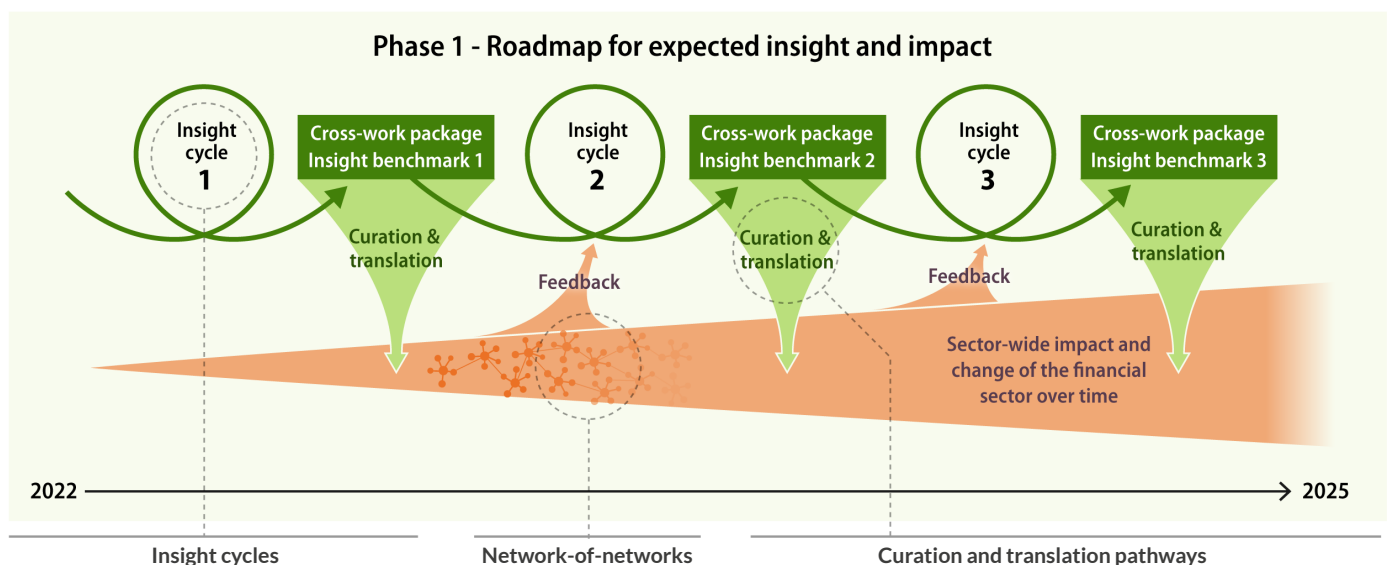 Phase 1 - Roadmap for expected insight and impact
Insight
cycle
1
Cross-work package
Insight benchmark 1
Insight
cycle
2
Cross-work package
Insight benchmark 2
Insight
cycle
3
Cross-work package
Insight benchmark 3
Curation &
translation
Feedback
Curation &
translation
Feedback
Curation &
translation
Sector-wide impact and
change of the financial
sector over time
2022
2025
Insight cycles
Network-of-networks
Curation and translation pathways